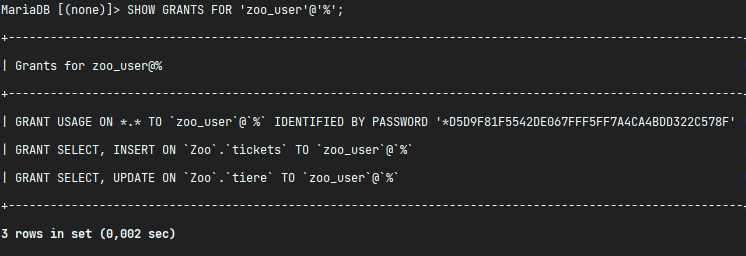 MariaDB [(none)]> SHOW GRANTS FOR 'zoo_user'@'%';
+----------------------------------------------------------------------------------------------------
| Grants for zoo_user@%
+----------------------------------------------------------------------------------------------------
| GRANT USAGE ON *.* TO `zoo_user`@`%` IDENTIFIED BY PASSWORD '*D5D9F81F5542DE067FFF5FF7A4CA4BDD322C578F'
| GRANT SELECT, INSERT ON `Zoo`.`tickets` TO `zoo_user`@`%`
| GRANT SELECT, UPDATE ON `Zoo`.`tiere` TO `zoo_user`@`%`
+----------------------------------------------------------------------------------------------------
3 rows in set (0,002 sec)